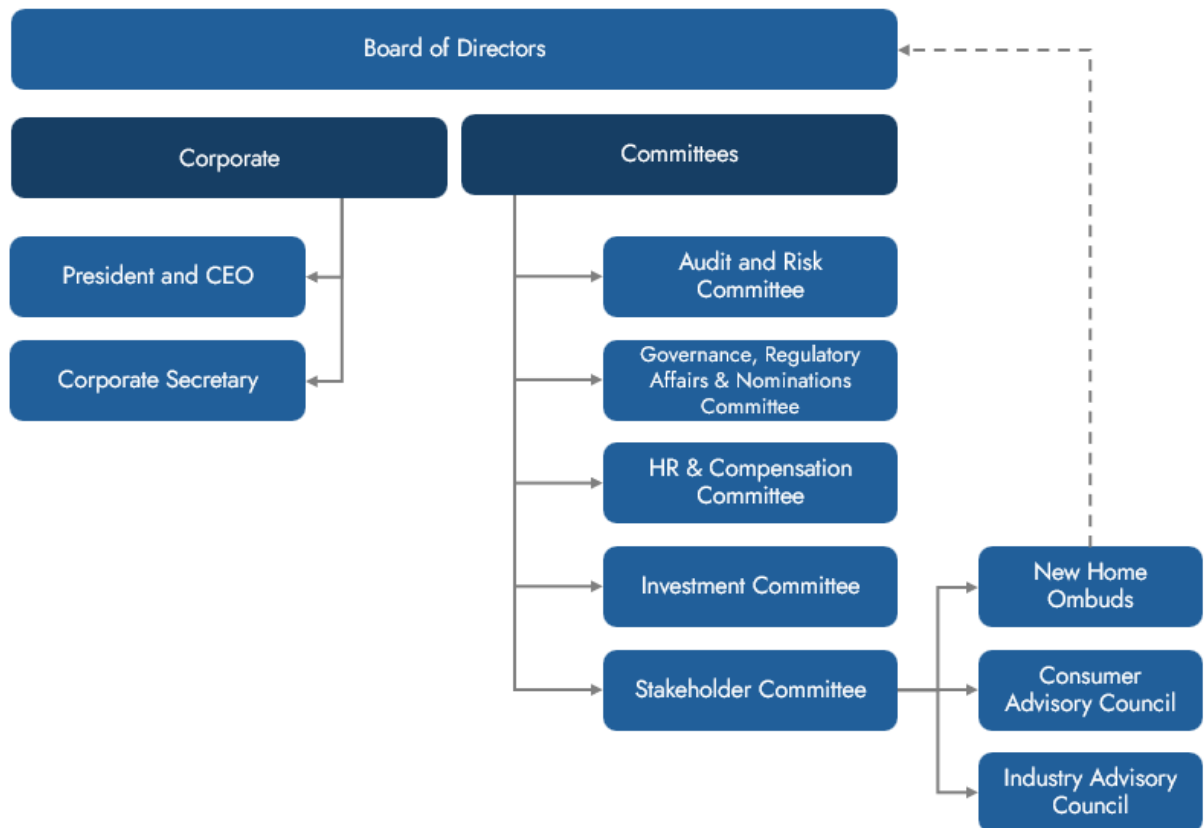 Board of Directors
Corporate
Committees
President and CEO
Audit and Risk
Committee
Corporate Secretary
Governance, Regulatory
Affairs & Nominations
Committee
HR & Compensation
Committee
Investment Committee
New Home
Ombuds
Stakeholder Committee
Consumer
Advisory Council
Industry Advisory
Council